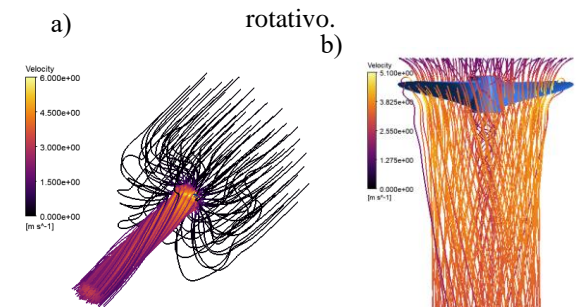 rotativo.
a)
b)
Velocity
6.000e+00
4.500e+00
3.000e+00
1.500e+00
0.000e+00
[m s^-1]
Velocity
5.100e+00
3.825e+00
2.550e+00
1.275e+00
0.000e+00
[m s^-1]